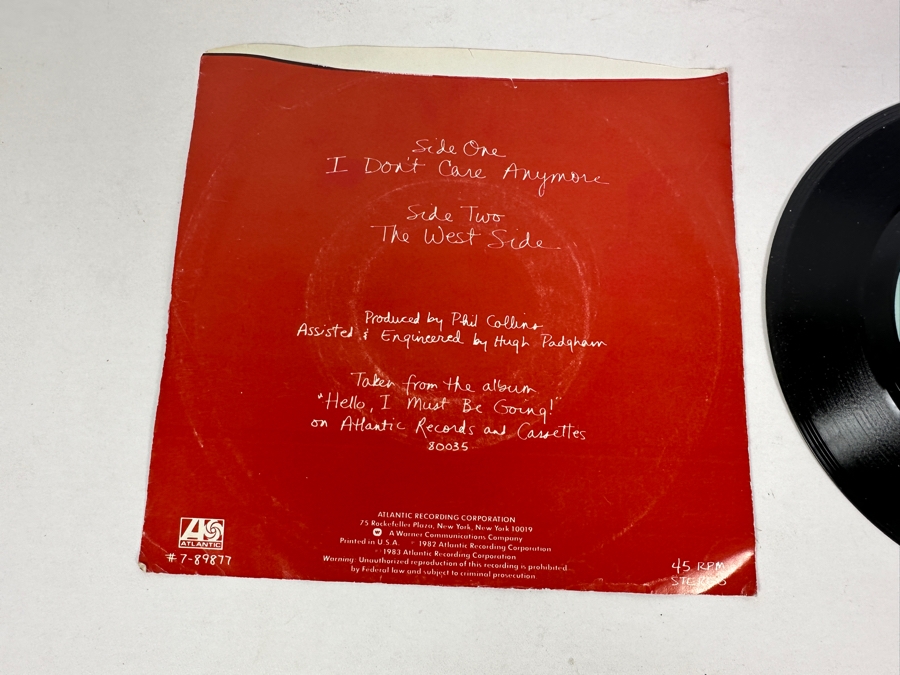 Side One
I Don't Care Anymore
Side Two
The West Side
Produced by Phil Collins
Assisted & Engineered by Hugh Padgham
Taken from the album
"Hello, I Must Be Going!"
on Atlantic Records and Cassettes
80035
ATLANTIC RECORDING CORPORATION
75 Rockefeller Plaza, New York, New York 10019
A Warner Communications Company
Printed in U.S.A. ℗ 1982 Atlantic Recording Corporation
© 1983 Atlantic Recording Corporation
Warning: Unauthorized reproduction of this recording is prohibited
by Federal law and subject to criminal prosecution
ATLANTIC
#7-89877
45 RPM
STEREO